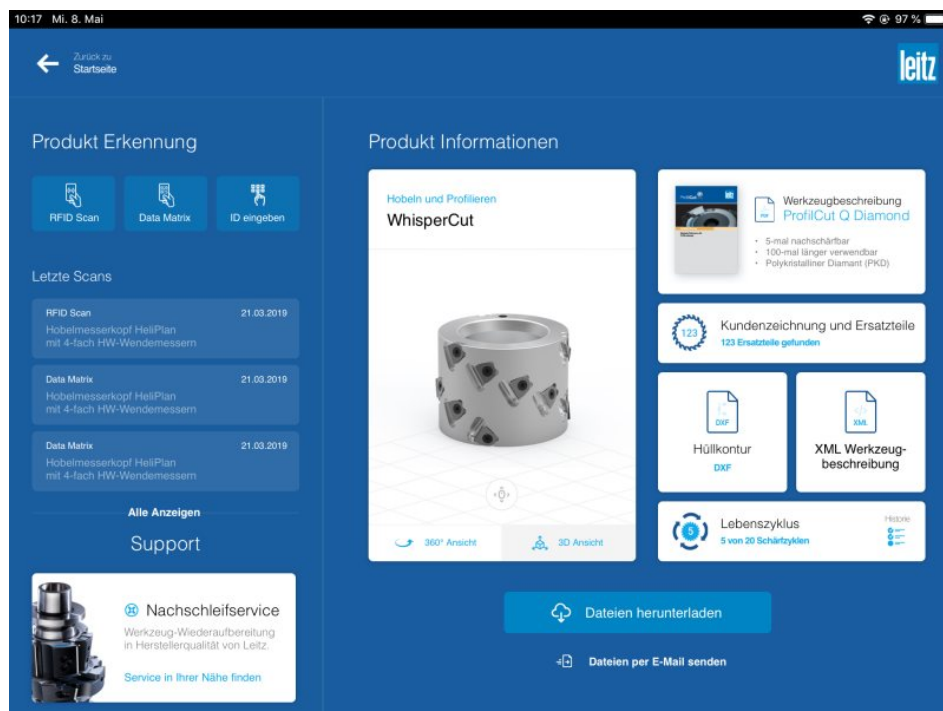 10:17 Mi. 8. Mai
97 %
Zurück zu
Startseite
leitz
Produkt Erkennung
RFID Scan
Data Matrix
ID eingeben
Letzte Scans
RFID Scan 21.03.2019
Hobelmesserkopf HeliPlan
mit 4-fach HW-Wendemessern
Data Matrix 21.03.2019
Hobelmesserkopf HeliPlan
mit 4-fach HW-Wendemessern
Data Matrix 21.03.2019
Hobelmesserkopf HeliPlan
mit 4-fach HW-Wendemessern
Alle Anzeigen
Support
Nachschleifservice
Werkzeug-Wiederaufbereitung
in Herstellerqualität von Leitz.
Service in Ihrer Nähe finden
Produkt Informationen
Hobeln und Profilieren
WhisperCut
360° Ansicht
3D Ansicht
PDF
Werkzeugbeschreibung
ProfilCut Q Diamond
• 5-mal nachschärfbar
• 100-mal länger verwendbar
• Polykristalliner Diamant (PKD)
123
Kundenzeichnung und Ersatzteile
123 Ersatzteile gefunden
DXF
Hüllkontur
DXF
XML
XML Werkzeug-
beschreibung
5
Lebenszyklus
5 von 20 Schärfzyklen
Historie
Dateien herunterladen
Dateien per E-Mail senden